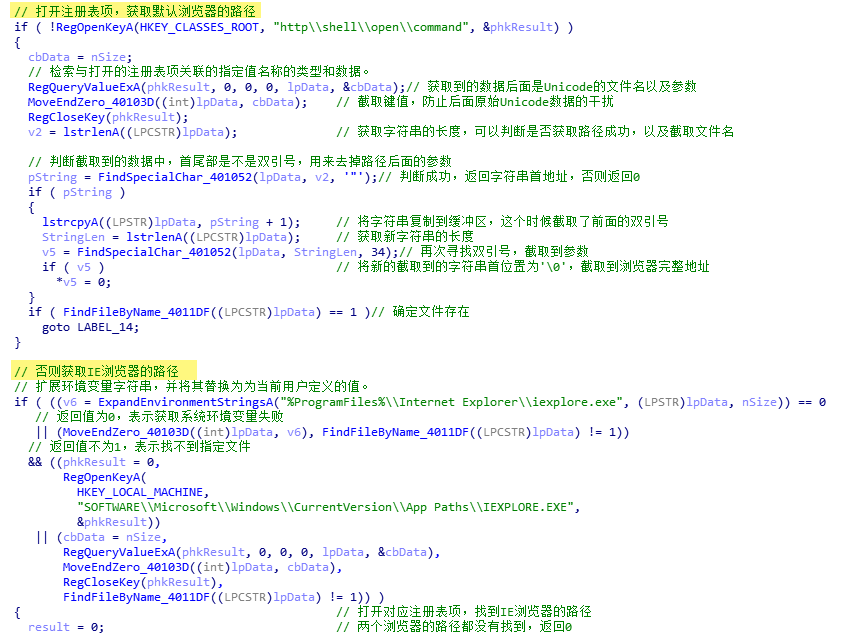 // 打开注册表项，获取默认浏览器的路径
if ( !RegOpenKeyA(HKEY_CLASSES_ROOT, "http\\shell\\open\\command", &phkResult) )
{
cbData = nSize;
// 检索与打开的注册表项关联的指定值名称的类型和数据。
RegQueryValueExA(phkResult, 0, 0, 0, lpData, &cbData);// 获取到的数据后面是Unicode的文件名以及参数
MoveEndZero_40103D((int)lpData, cbData);    // 截取键值，防止后面原始Unicode数据的干扰
RegCloseKey(phkResult);
v2 = lstrlenA((LPCSTR)lpData);              // 获取字符串的长度，可以判断是否获取路径成功，以及截取文件名
// 判断截取到的数据中，首尾部是不是双引号，用来去掉路径后面的参数
pString = FindSpecialChar_401052(lpData, v2, '"');// 判断成功，返回字符串首地址，否则返回0
if ( pString )
{
lstrcpyA((LPSTR)lpData, pString + 1);     // 将字符串复制到缓冲区，这个时候截取了前面的双引号
StringLen = lstrlenA((LPCSTR)lpData);     // 获取新字符串的长度
v5 = FindSpecialChar_401052(lpData, StringLen, 34);// 再次寻找双引号，截取到参数
if ( v5 )                                 // 将新的截取到的字符串首位置为'\0'，截取到浏览器完整地址
*v5 = 0;
}
if ( FindFileByName_4011DF((LPCSTR)lpData) == 1 )// 确定文件存在
goto LABEL_14;
}
// 否则获取IE浏览器的路径
// 扩展环境变量字符串，并将其替换为为当前用户定义的值。
if ( ((v6 = ExpandEnvironmentStringsA("%ProgramFiles%\\Internet Explorer\\iexplore.exe", (LPSTR)lpData, nSize)) == 0
// 返回值为0，表示获取系统环境变量失败
|| (MoveEndZero_40103D((int)lpData, v6), FindFileByName_4011DF((LPCSTR)lpData) != 1))
// 返回值不为1，表示找不到指定文件
&& ((phkResult = 0,
RegOpenKeyA(
HKEY_LOCAL_MACHINE,
"SOFTWARE\\Microsoft\\Windows\\CurrentVersion\\App Paths\\IEXPLORE.EXE",
&phkResult))
|| (cbData = nSize,
RegQueryValueExA(phkResult, 0, 0, 0, lpData, &cbData),
MoveEndZero_40103D((int)lpData, cbData),
RegCloseKey(phkResult),
FindFileByName_4011DF((LPCSTR)lpData) != 1)) )
{                                             // 打开对应注册表项，找到IE浏览器的路径
result = 0;                                 // 两个浏览器的路径都没有找到，返回0